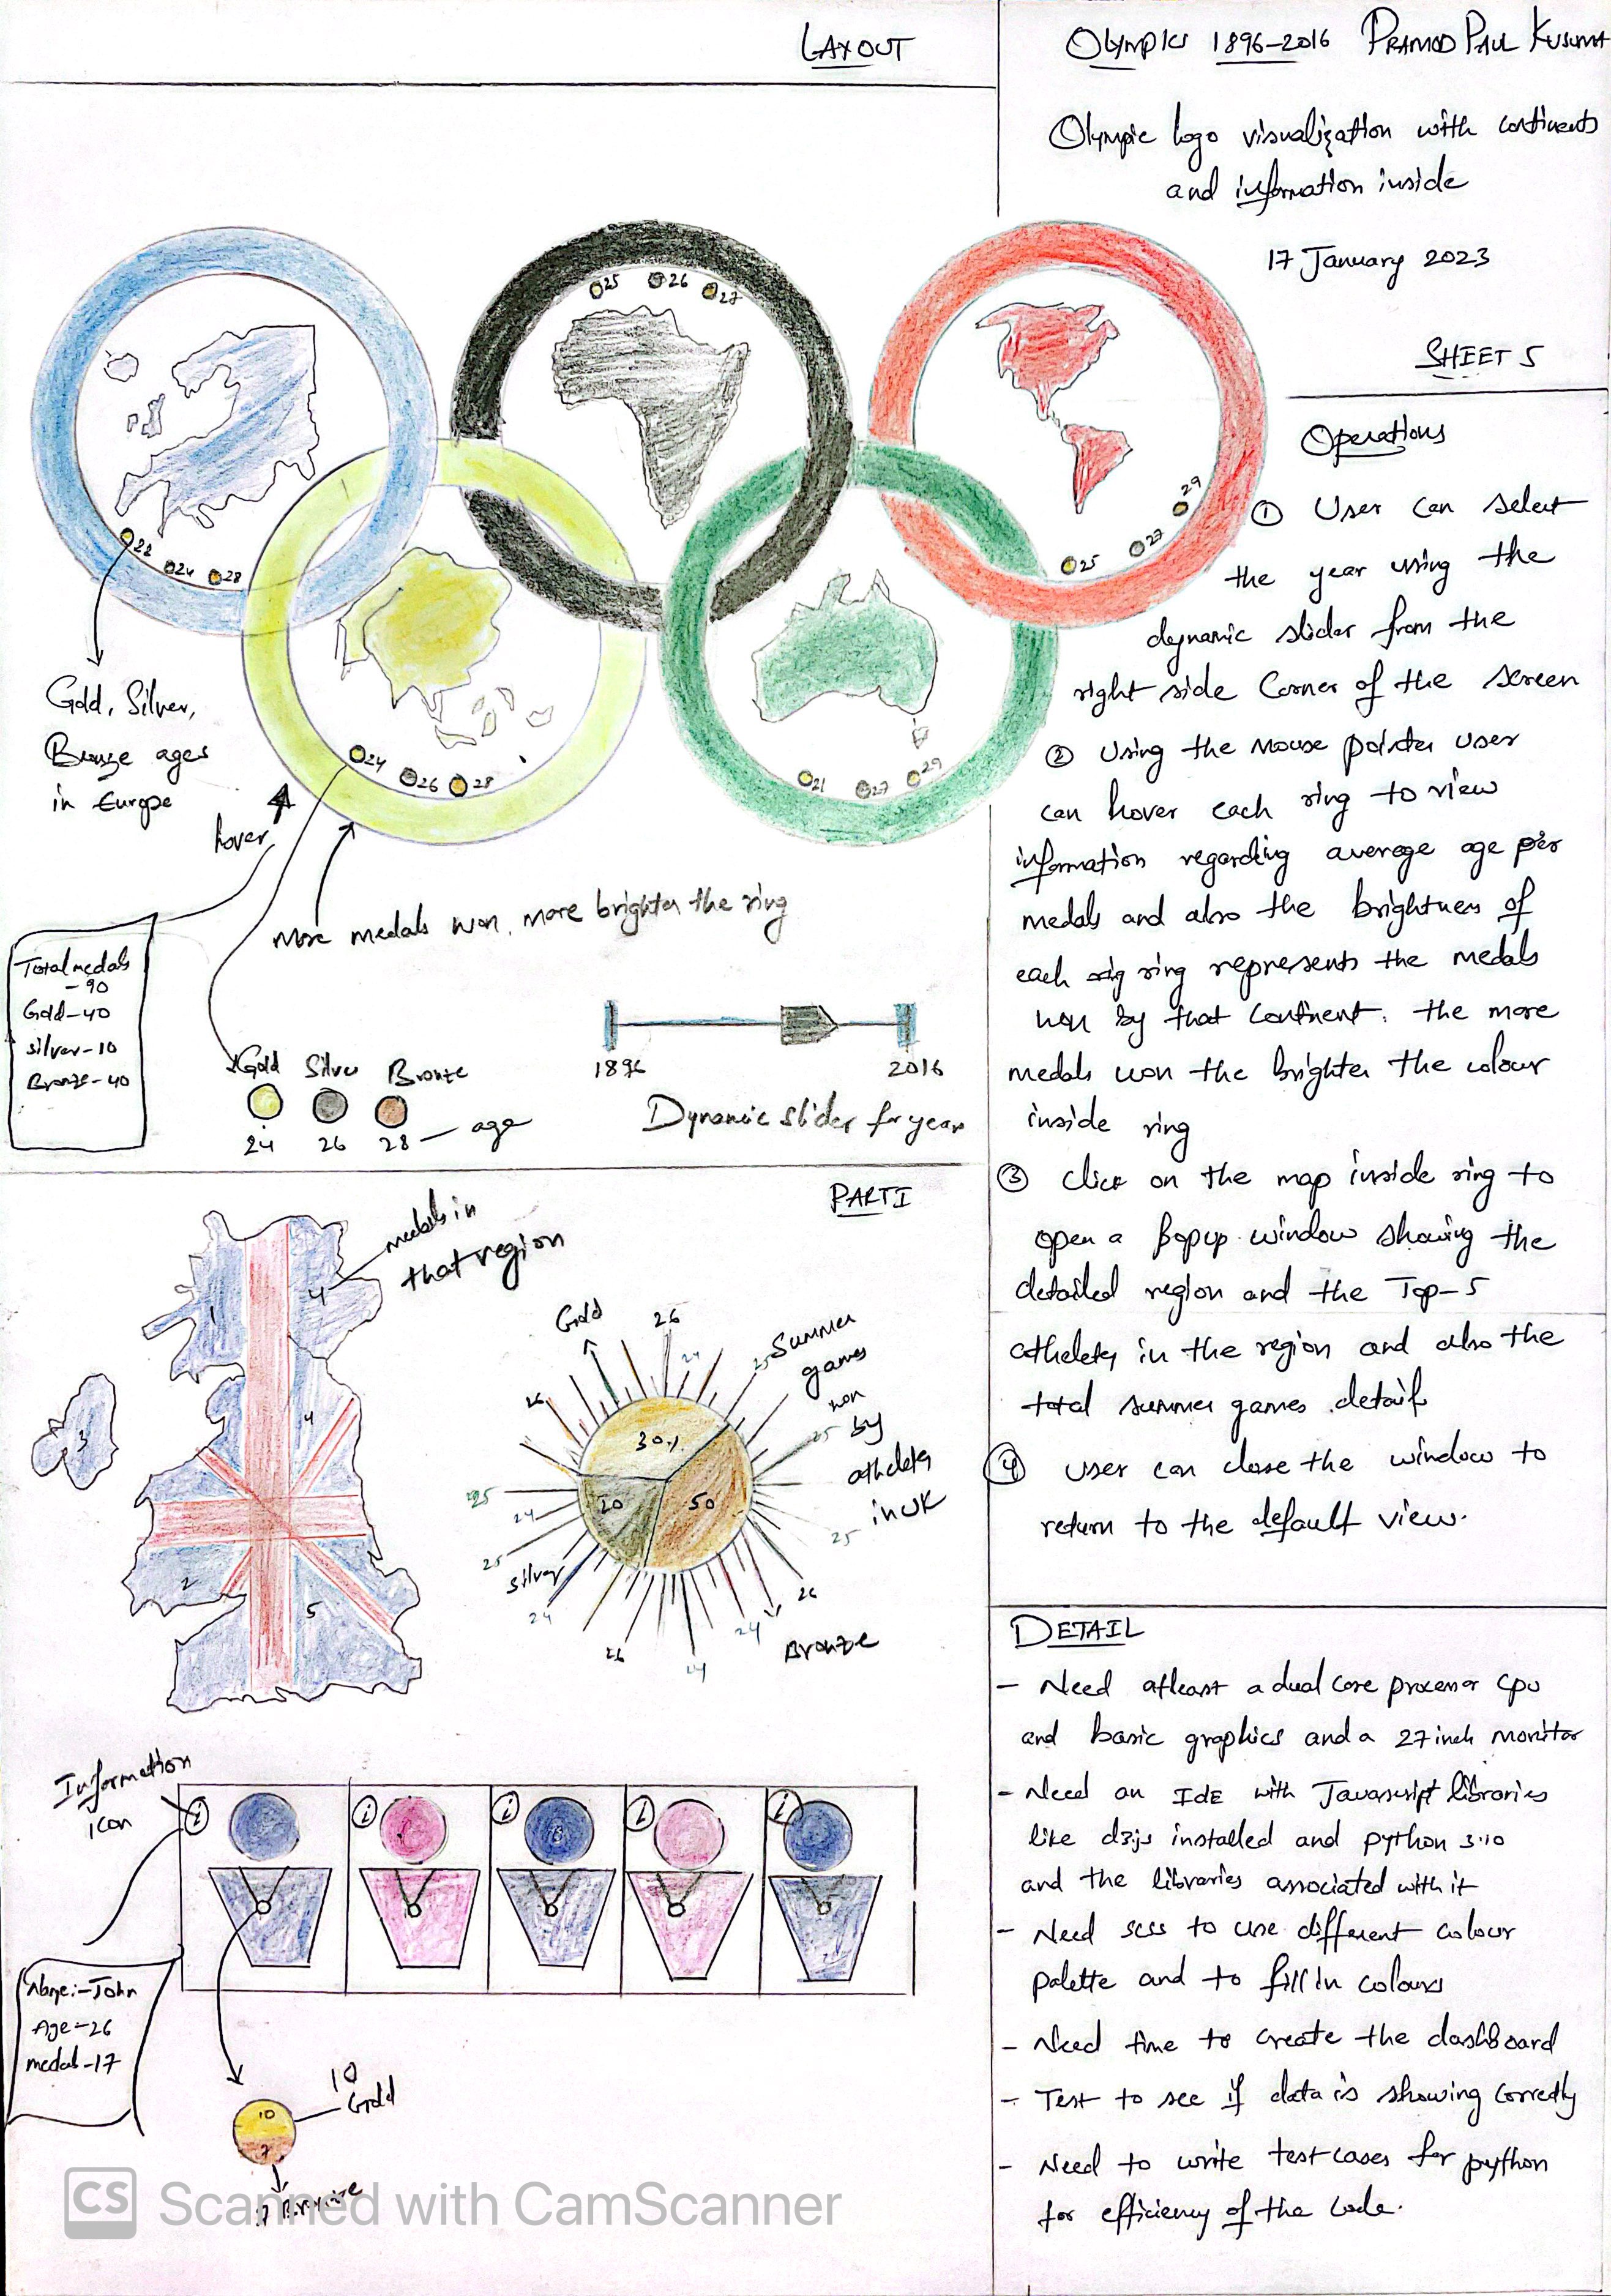 LAYOUT
OLYMPICS 1896-2016 PRAMOD PAUL KUSUMA
Olympic logo visualization with continents
and information inside
17 January 2023
SHEET 5
25 26 27
22 24 28
24 26 28
21 27 29
25 27 29
Gold, Silver,
Bronze ages
in Europe
hover
More medals won, more brighter the ring
Total medals
- 90
Gold-40
silver-10
Bronze-40
Gold Silver Bronze
24 26 28 - age
1896 2016
Dynamic slider for year
Operations
① User can select
the year using the
dynamic slider from the
right side corner of the screen
② Using the mouse pointer user
can hover each ring to view
information regarding average age per
medals and also the brightness of
each ring represents the medals
won by that continent. the more
medals won the brighter the colour
inside ring
③ Click on the map inside ring to
open a Popup window showing the
detailed region and the Top-5
atheletes in the region and also the
total summer games details
④ User can close the window to
return to the default view.
PART I
medals in
that region
1
4
3
4
2
5
Gold
26
24
25
Summer
games
won
by
atheletes
in UK
26
30%
20
50
25
25
24
25
25
Silver
24
26
24
24
26
Bronze
Information
icon
i i i i i
Name:-John
Age-26
medal-17
10
Gold
10
7
7 Bronze
DETAIL
- Need atleast a dual core processor cpu
and basic graphics and a 27 inch monitor
- Need an IdE with Javascript libraries
like d3js installed and python 3.10
and the libraries associated with it
- Need scss to use different colour
palette and to fill in colours
- Need time to create the dashBoard
- Test to see if data is showing correctly
- Need to write test cases for python
for efficiency of the code.
CS Scanned with CamScanner